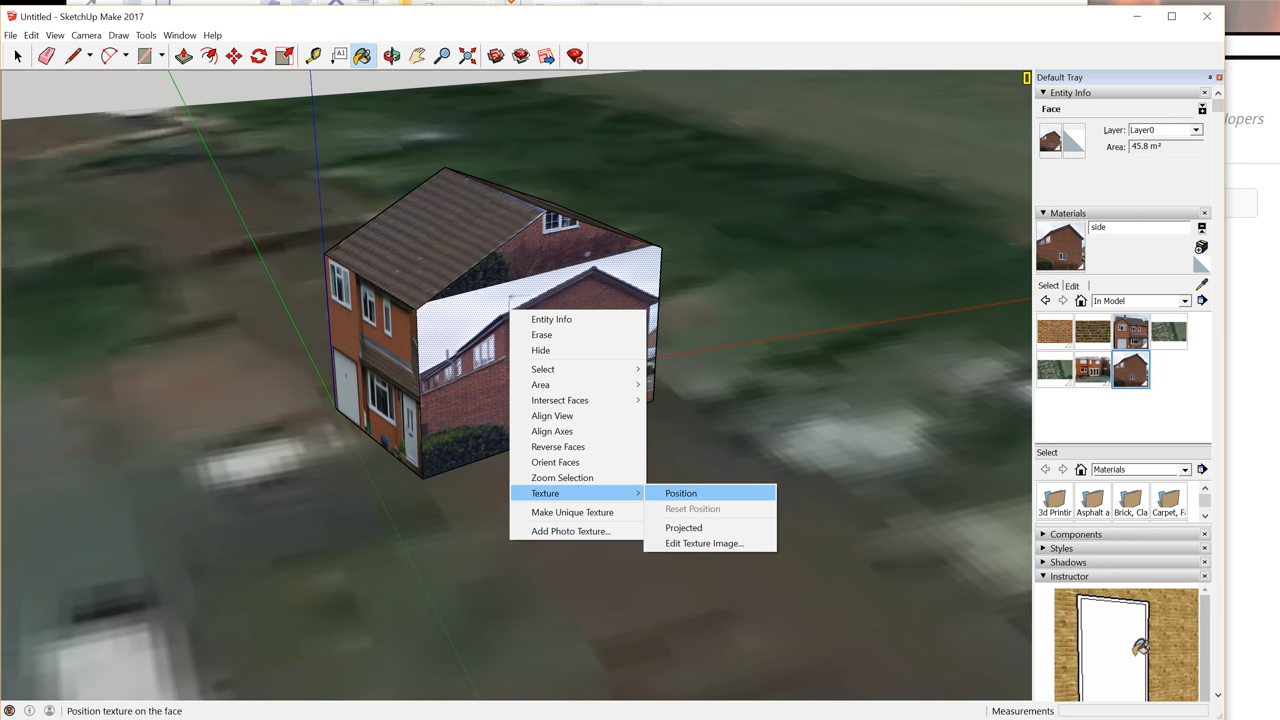 Untitled - SketchUp Make 2017
File Edit View Camera Draw Tools Window Help
A1
Default Tray
Entity Info
Face
Layer: Layer0
Area: 45.8 m²
Materials
side
Select Edit
In Model
Select
Materials
3d Printir Asphalt a Brick, Cla Carpet, F
Components
Styles
Shadows
Instructor
lopers
Entity Info
Erase
Hide
Select
Area
Intersect Faces
Align View
Align Axes
Reverse Faces
Orient Faces
Zoom Selection
Texture
Make Unique Texture
Add Photo Texture...
Position
Reset Position
Projected
Edit Texture Image...
Position texture on the face
Measurements